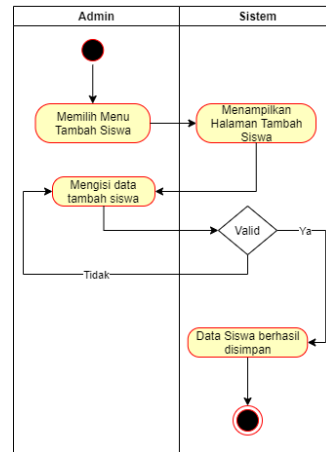 Admin
Sistem
Memilih Menu
Tambah Siswa
Menampilkan
Halaman Tambah
Siswa
Mengisi data
tambah siswa
Valid
Ya
Tidak
Data Siswa berhasil
disimpan